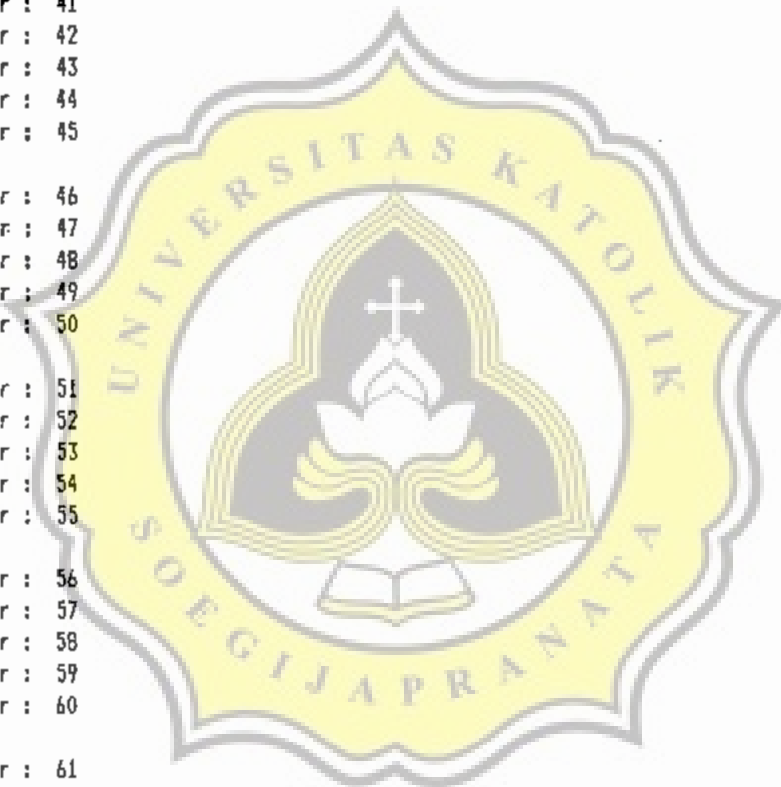 r : 41
r : 42
r : 43
r : 44
r : 45
r : 46
r : 47
r : 48
r : 49
r : 50
r : 51
r : 52
r : 53
r : 54
r : 55
r : 56
r : 57
r : 58
r : 59
r : 60
r : 61
UNIVERSITAS KATOLIK
SOEGIJAPRANATA